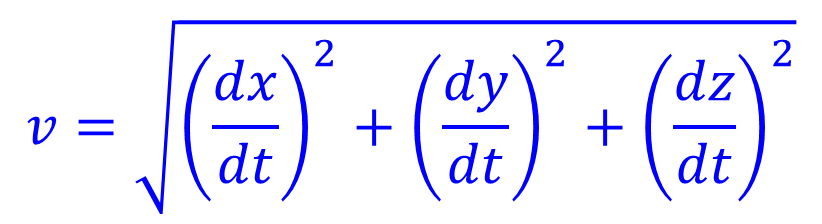 v = √((dx/dt)² + (dy/dt)² + (dz/dt)²)